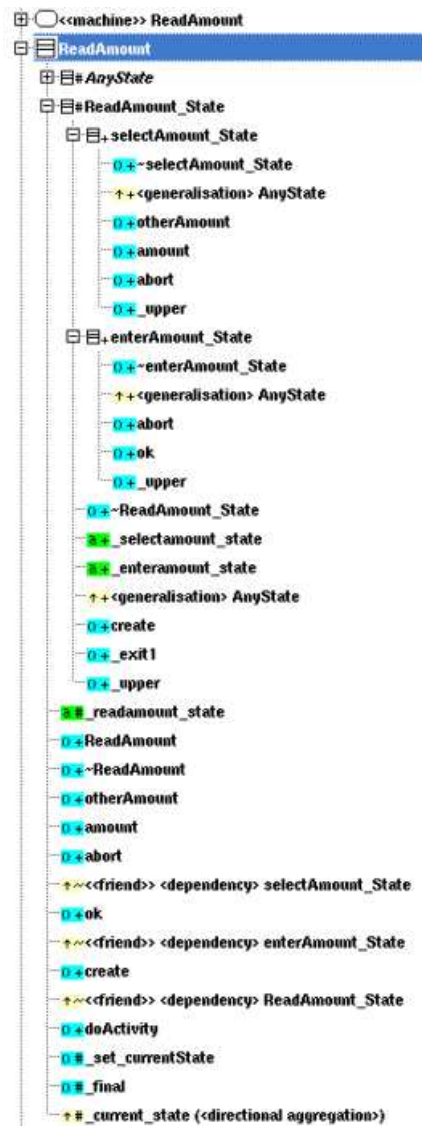 <<machine>> ReadAmount
ReadAmount
# AnyState
# ReadAmount_State
+ selectAmount_State
O + ~selectAmount_State
↑ + <generalisation> AnyState
O + otherAmount
O + amount
O + abort
O + _upper
+ enterAmount_State
O + ~enterAmount_State
↑ + <generalisation> AnyState
O + abort
O + ok
O + _upper
O + ~ReadAmount_State
a + _selectamount_state
a + _enteramount_state
↑ + <generalisation> AnyState
O + create
O + _exit1
O + _upper
a # _readamount_state
O + ReadAmount
O + ~ReadAmount
O + otherAmount
O + amount
O + abort
↑ ~ <<friend>> <dependency> selectAmount_State
O + ok
↑ ~ <<friend>> <dependency> enterAmount_State
O + create
↑ ~ <<friend>> <dependency> ReadAmount_State
O + doActivity
O # _set_currentState
O # _final
↑ # _current_state (<directional aggregation>)